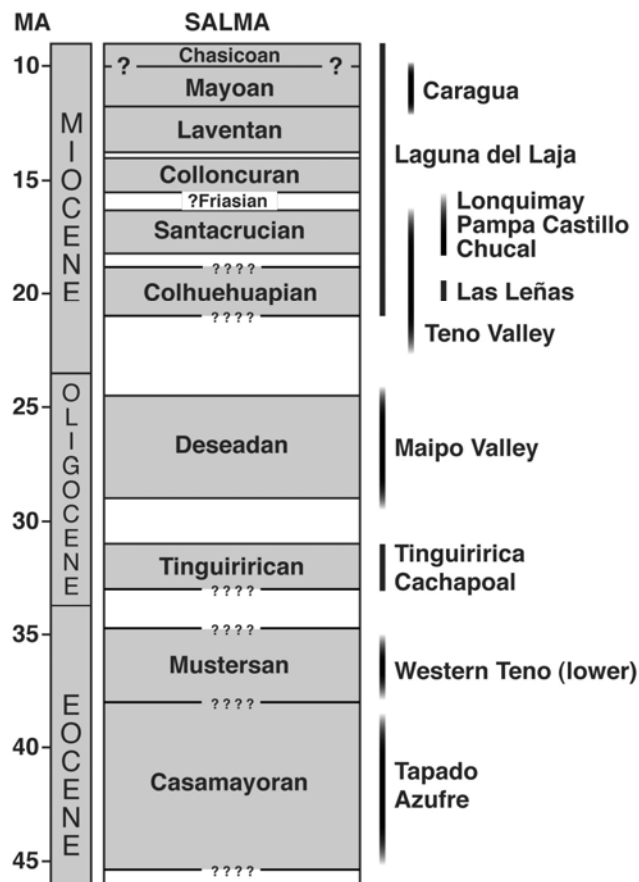 MA
SALMA
10
15
20
25
30
35
40
45
MIOCENE
OLIGOCENE
EOCENE
Chasicoan
? ?
Mayoan
Laventan
Colloncuran
?Friasian
Santacrucian
????
Colhuehuapian
????
Deseadan
Tinguirirican
????
????
Mustersan
????
Casamayoran
????
Caragua
Laguna del Laja
Lonquimay
Pampa Castillo
Chucal
Las Leñas
Teno Valley
Maipo Valley
Tinguiririca
Cachapoal
Western Teno (lower)
Tapado
Azufre